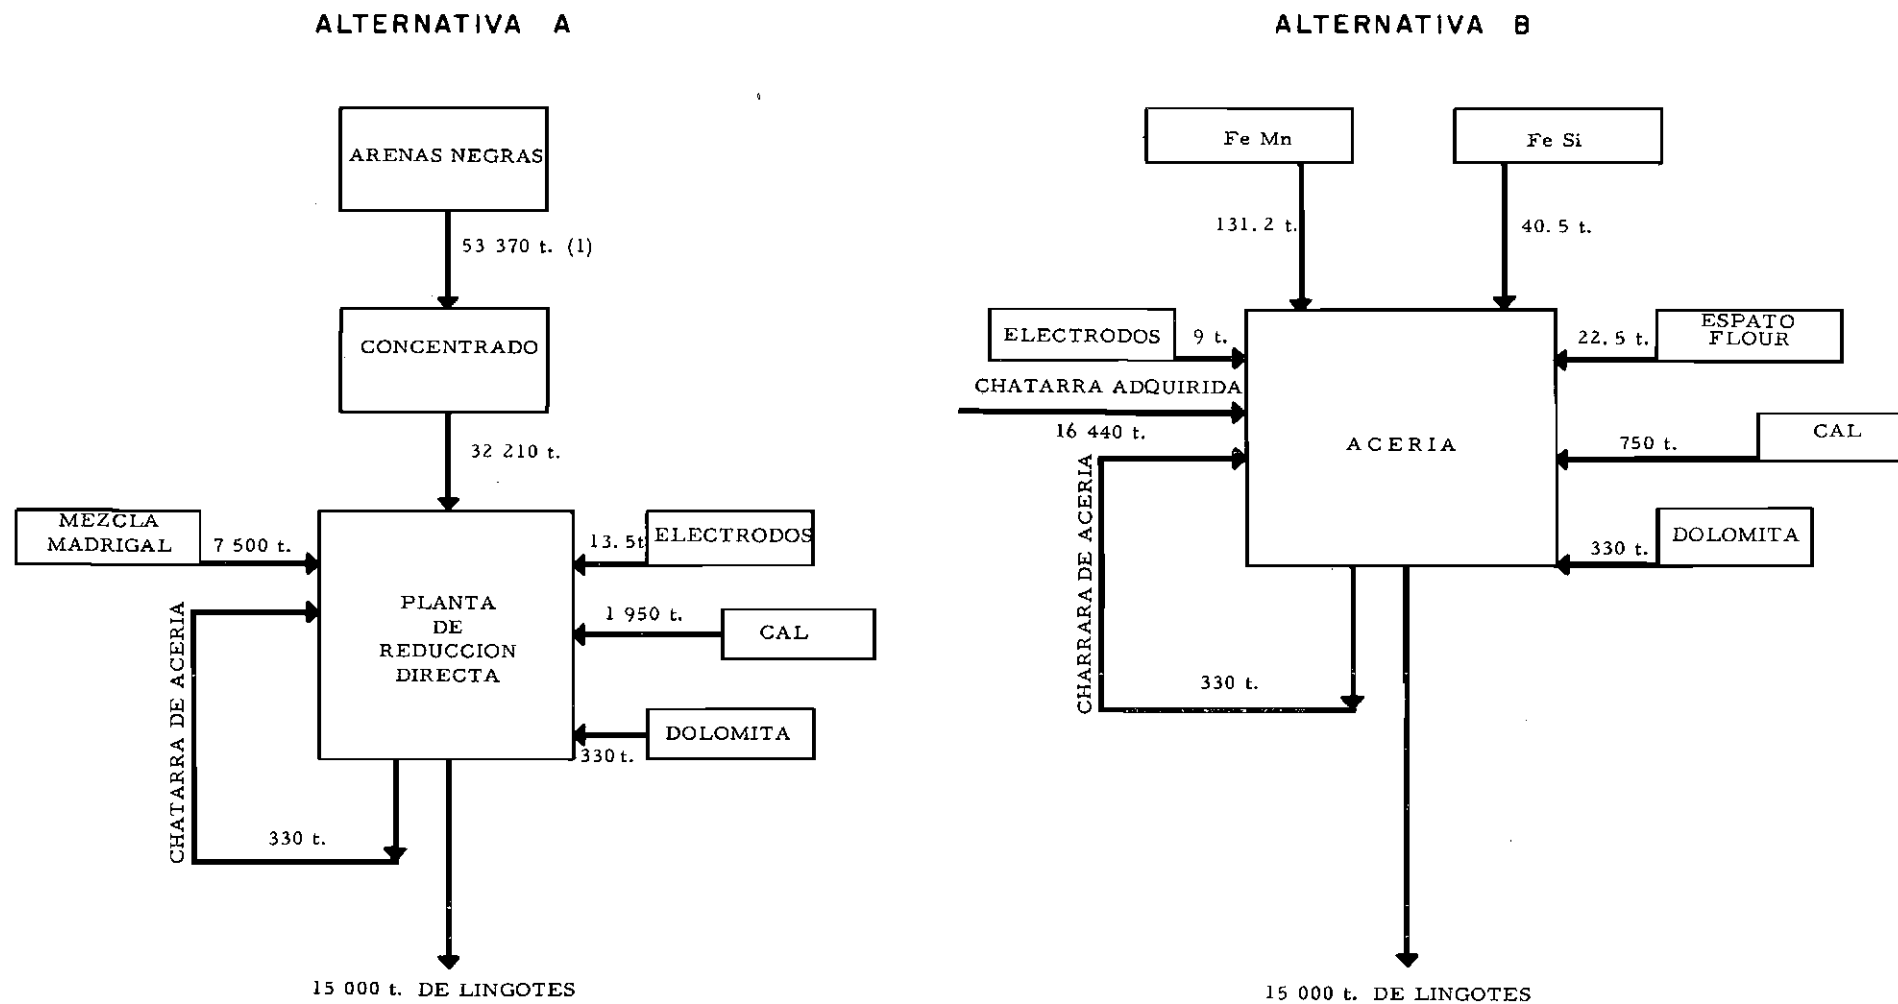 ALTERNATIVA A
ARENAS NEGRAS
53 370 t. (1)
CONCENTRADO
32 210 t.
MEZCLA
MADRIGAL
7 500 t.
13.5t
ELECTRODOS
PLANTA
DE
REDUCCION
DIRECTA
1 950 t.
CAL
330 t.
DOLOMITA
CHATARRA DE ACERIA
330 t.
15 000 t. DE LINGOTES
ALTERNATIVA B
Fe Mn
Fe Si
131.2 t.
40.5 t.
ELECTRODOS
9 t.
22.5 t.
ESPATO
FLOUR
CHATARRA ADQUIRIDA
16 440 t.
ACERIA
750 t.
CAL
330 t.
DOLOMITA
CHARRARA DE ACERIA
330 t.
15 000 t. DE LINGOTES